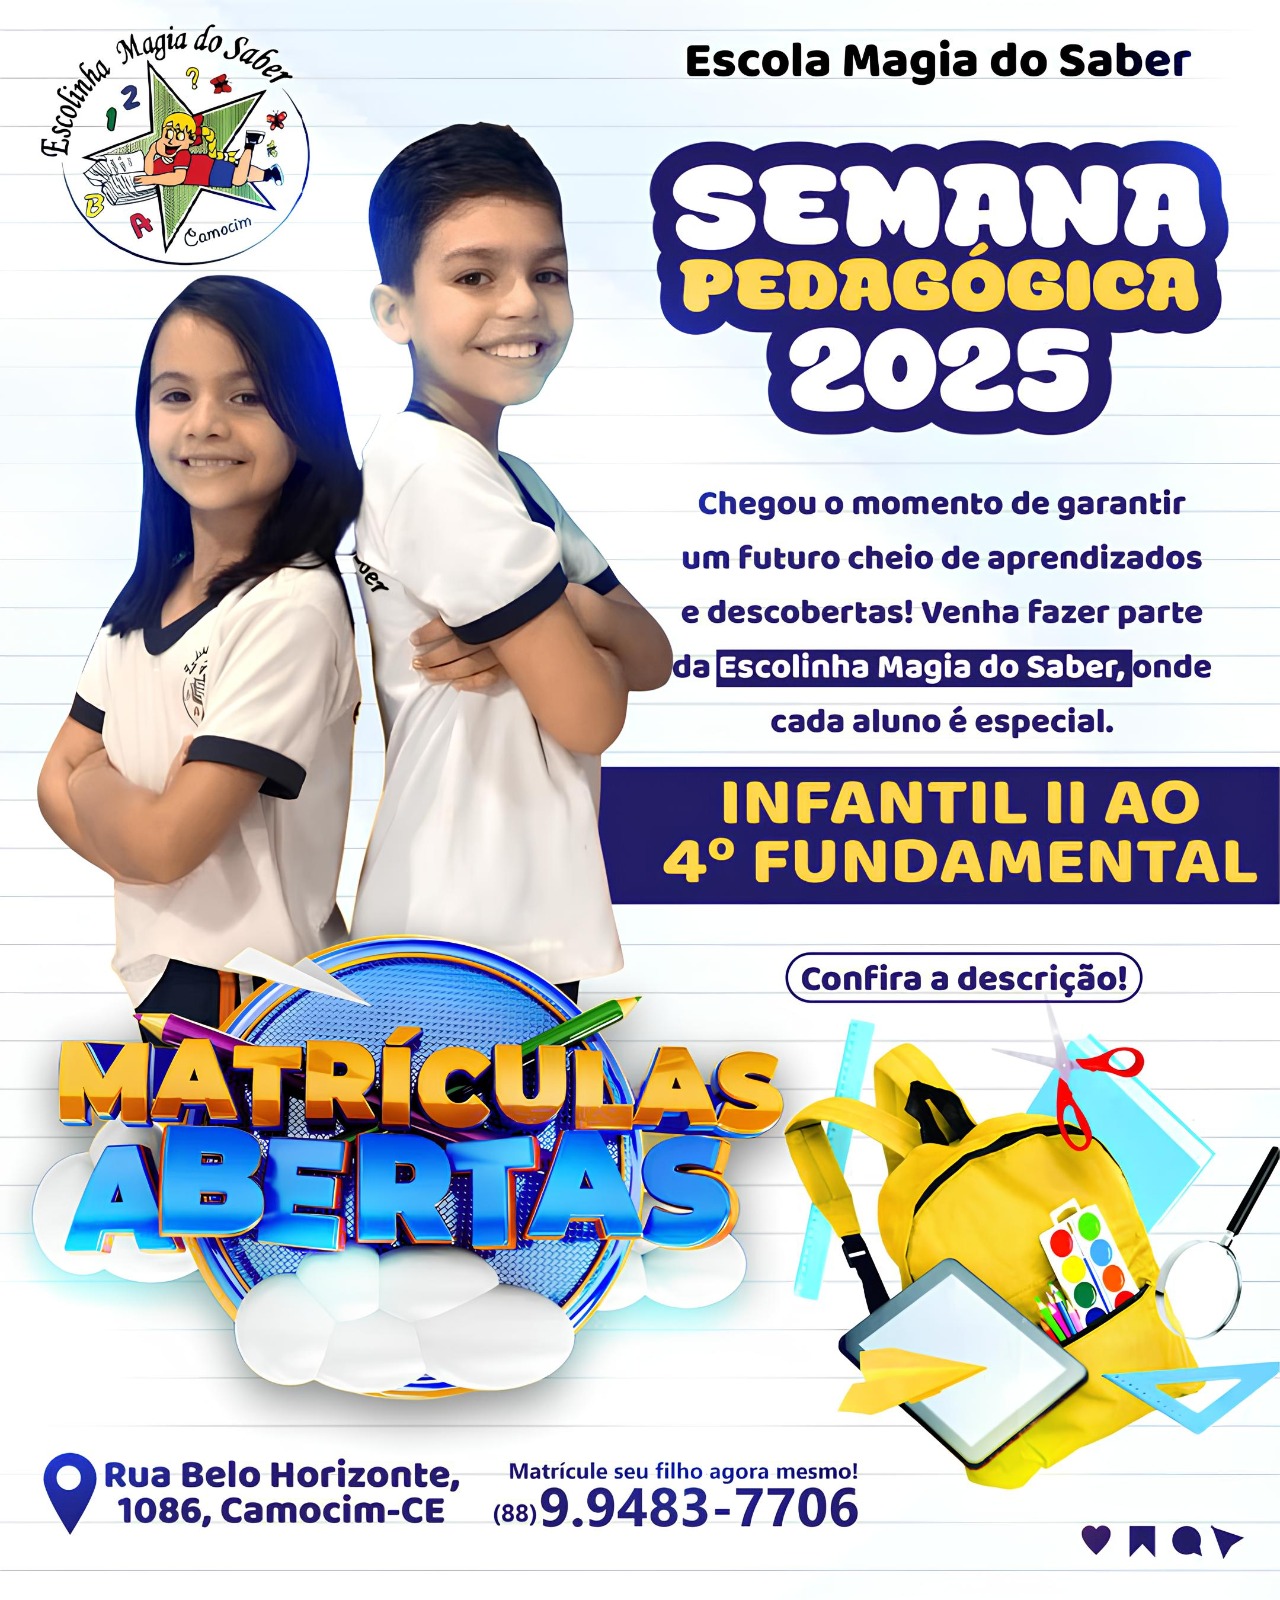 Escolinha Magia do Saber
1 2 ?
B A
Camocim
Escola Magia do Saber
SEMANA
PEDAGÓGICA
2025
Chegou o momento de garantir
um futuro cheio de aprendizados
e descobertas! Venha fazer parte
da Escolinha Magia do Saber, onde
cada aluno é especial.
INFANTIL II AO
4º FUNDAMENTAL
Confira a descrição!
MATRÍCULAS
ABERTAS
Rua Belo Horizonte,
1086, Camocim-CE
Matrícule seu filho agora mesmo!
(88) 9.9483-7706